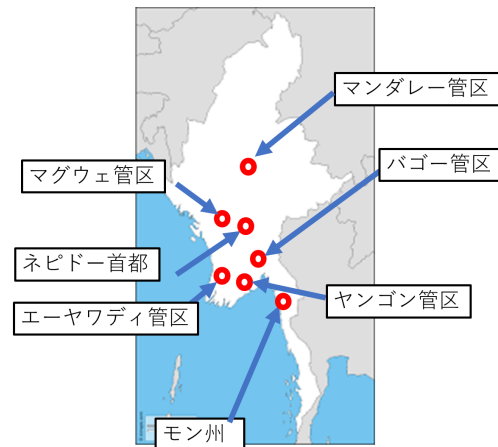 マンダレー管区
バゴー管区
マグウェ管区
ネピドー首都
エーヤワディ管区
ヤンゴン管区
モン州